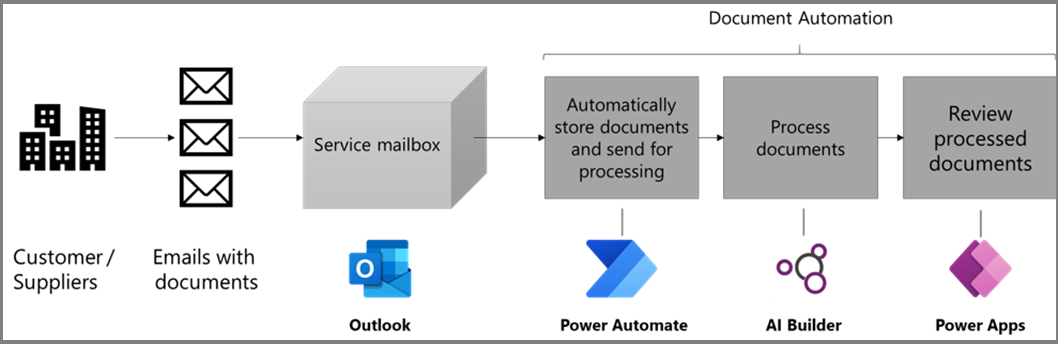 Document Automation
Service mailbox
Automatically
store documents
and send for
processing
Process
documents
Review
processed
documents
Customer /
Suppliers
Emails with
documents
O
Outlook
Power Automate
AI Builder
Power Apps